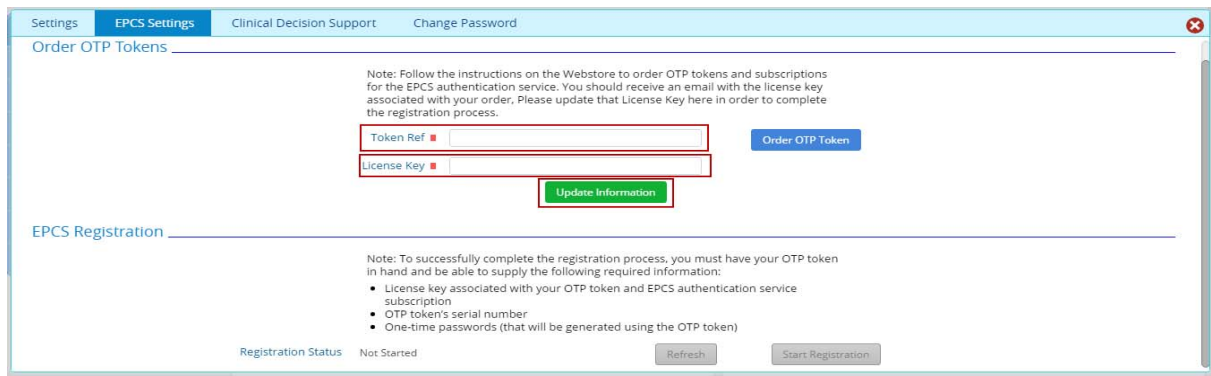 Settings EPCS Settings Clinical Decision Support Change Password
Order OTP Tokens
Note: Follow the instructions on the Webstore to order OTP tokens and subscriptions
for the EPCS authentication service. You should receive an email with the license key
associated with your order, Please update that License Key here in order to complete
the registration process.
Token Ref
Order OTP Token
License Key
Update Information
EPCS Registration
Note: To successfully complete the registration process, you must have your OTP token
in hand and be able to supply the following required information:
• License key associated with your OTP token and EPCS authentication service
subscription
• OTP token's serial number
• One-time passwords (that will be generated using the OTP token)
Registration Status Not Started Refresh Start Registration